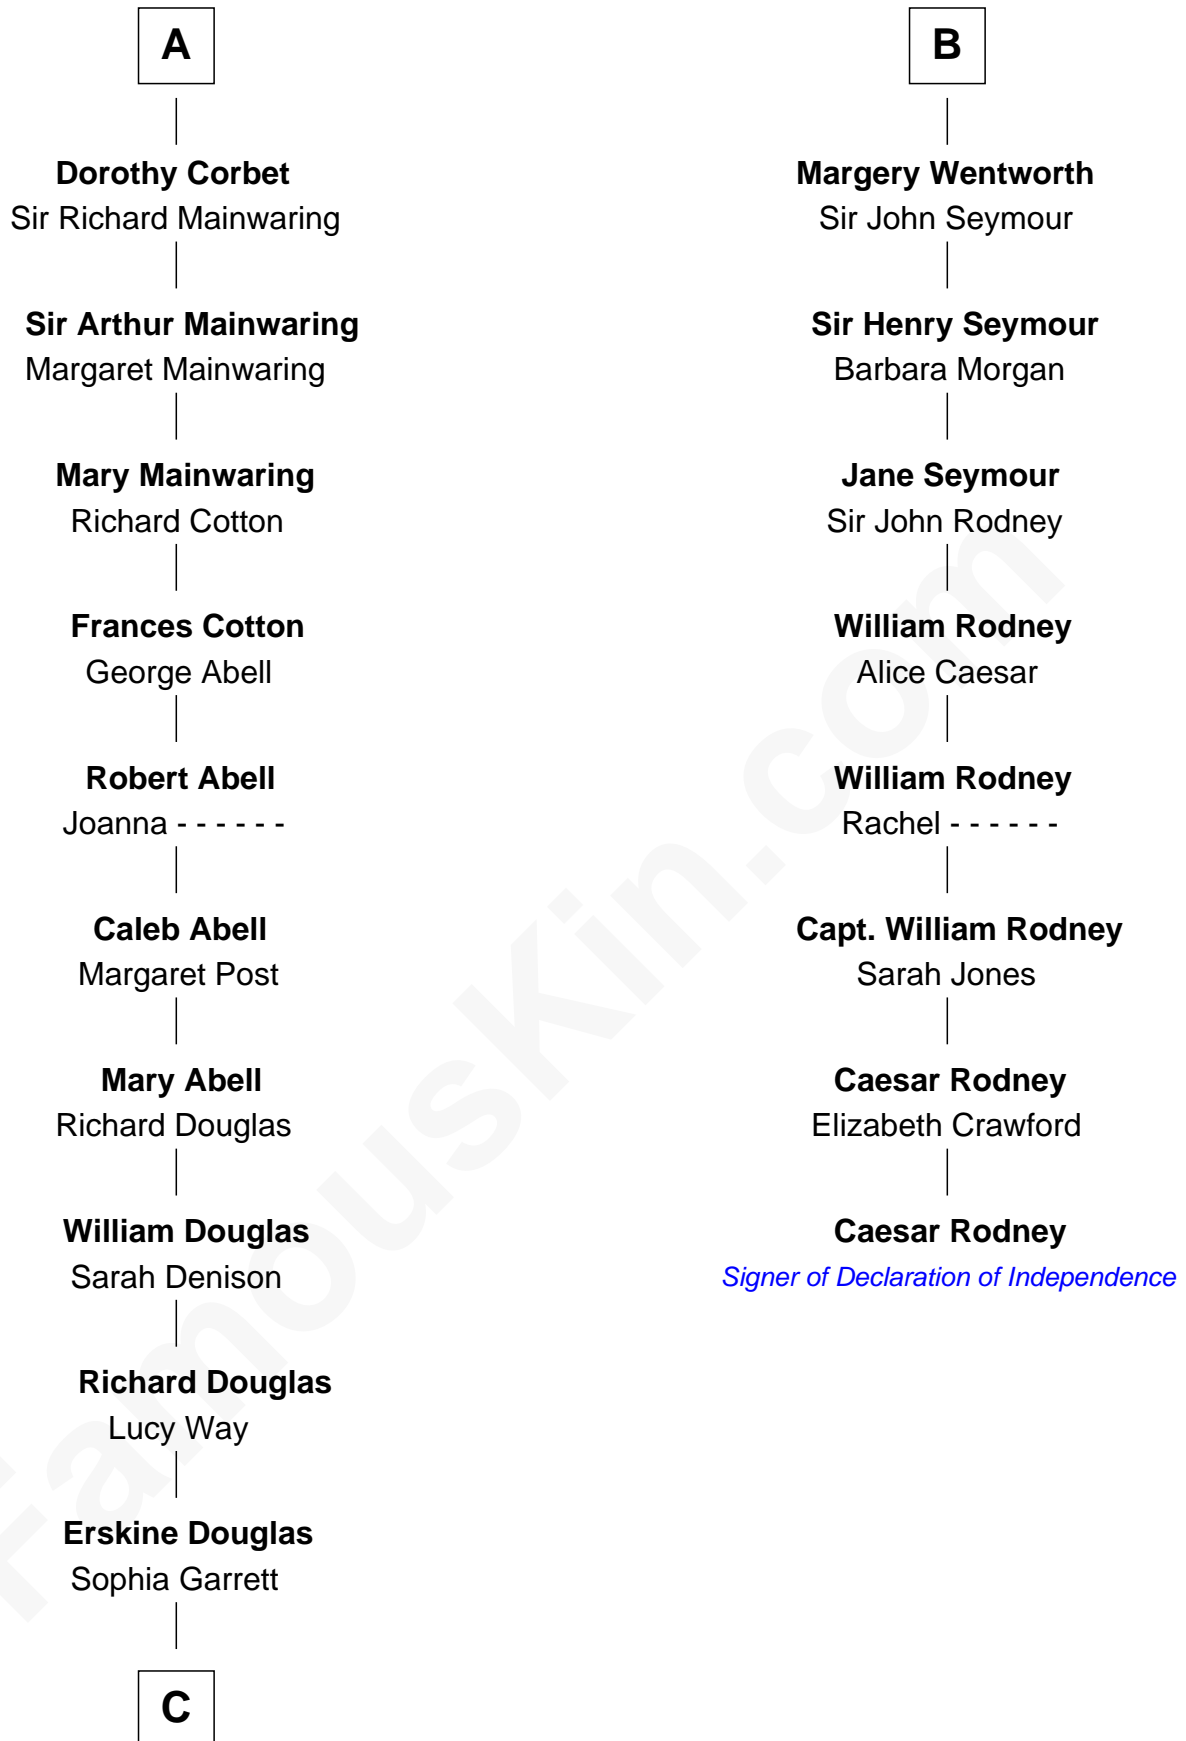 A
Dorothy Corbet
Sir Richard Mainwaring
Sir Arthur Mainwaring
Margaret Mainwaring
Mary Mainwaring
Richard Cotton
Frances Cotton
George Abell
Robert Abell
Joanna - - - - - -
Caleb Abell
Margaret Post
Mary Abell
Richard Douglas
William Douglas
Sarah Denison
Richard Douglas
Lucy Way
Erskine Douglas
Sophia Garrett
C
B
Margery Wentworth
Sir John Seymour
Sir Henry Seymour
Barbara Morgan
Jane Seymour
Sir John Rodney
William Rodney
Alice Caesar
William Rodney
Rachel - - - - - -
Capt. William Rodney
Sarah Jones
Caesar Rodney
Elizabeth Crawford
Caesar Rodney
Signer of Declaration of Independence
FamousKin.com